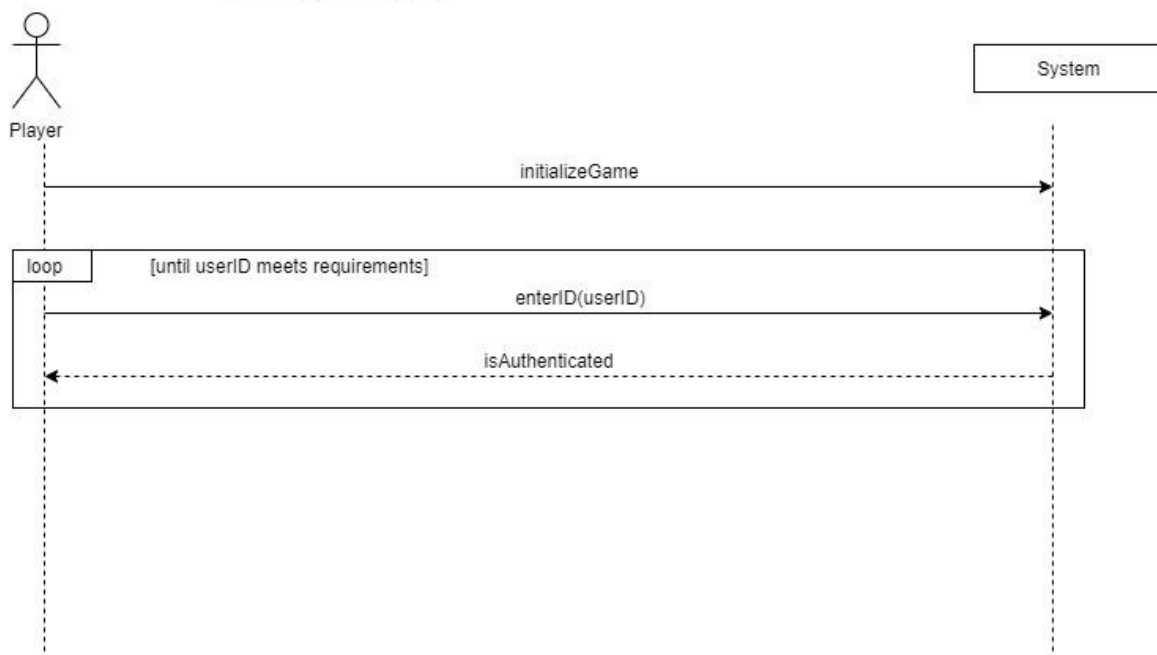 System
Player
initializeGame
loop
[until userID meets requirements]
enterID(userID)
isAuthenticated